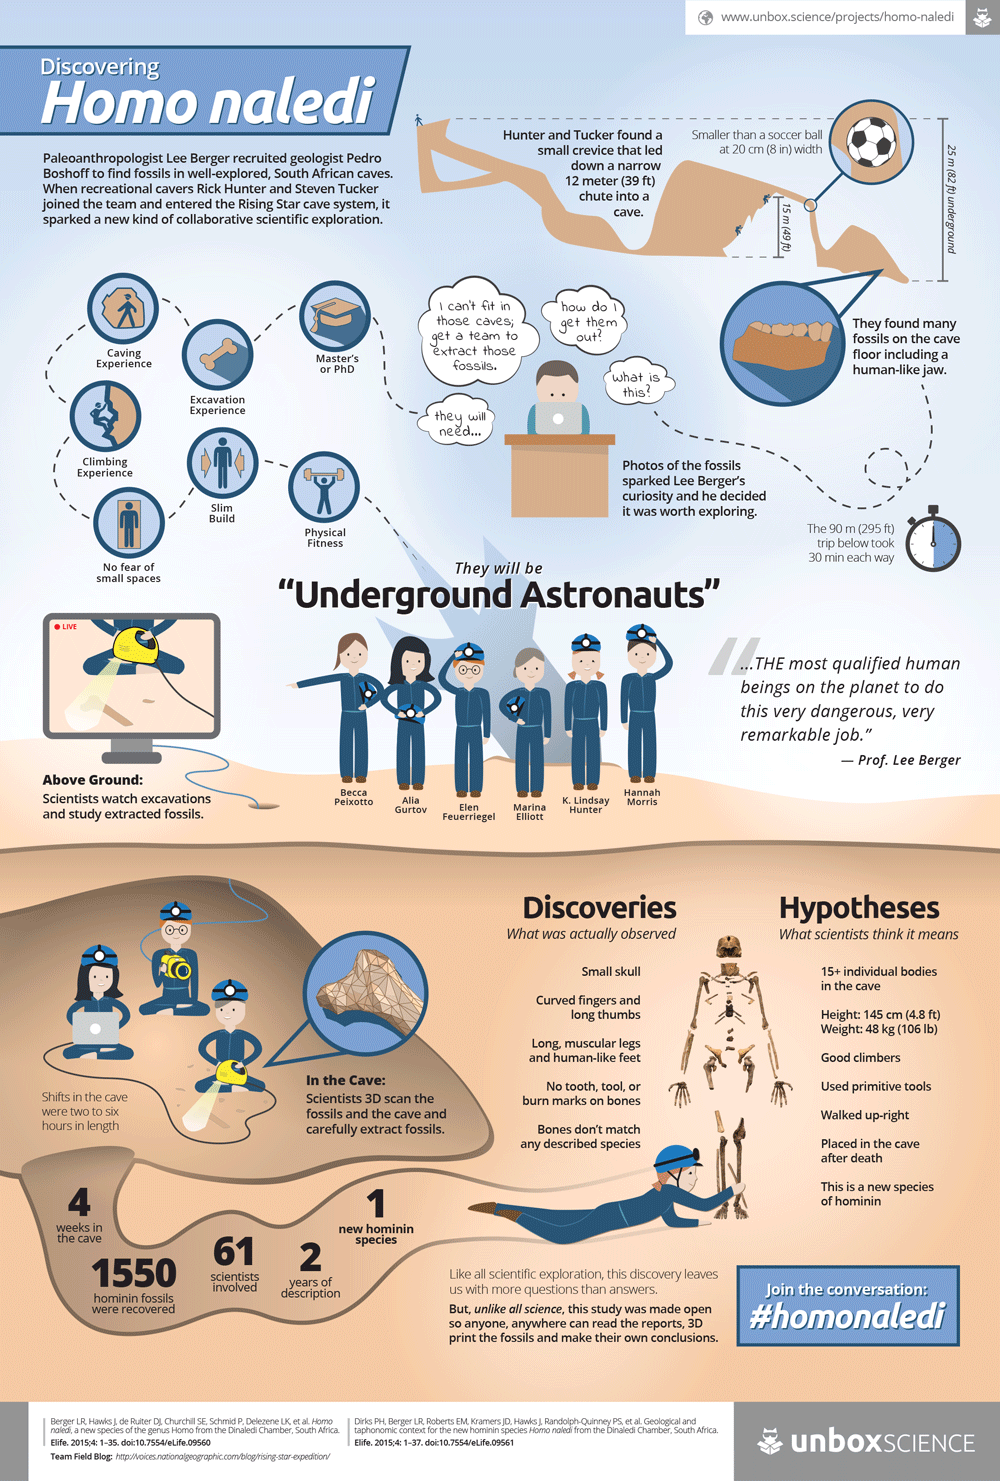 www.unbox.science/projects/homo-naledi
Discovering
Homo naledi
Paleoanthropologist Lee Berger recruited geologist Pedro
Boshoff to find fossils in well-explored, South African caves.
When recreational cavers Rick Hunter and Steven Tucker
joined the team and entered the Rising Star cave system, it
sparked a new kind of collaborative scientific exploration.
Hunter and Tucker found a
small crevice that led
down a narrow
12 meter (39 ft)
chute into a
cave.
Smaller than a soccer ball
at 20 cm (8 in) width
15 m (49 ft)
25 m (82 ft) underground
They found many
fossils on the cave
floor including a
human-like jaw.
Caving
Experience
Excavation
Experience
Master's
or PhD
Climbing
Experience
Slim
Build
Physical
Fitness
No fear of
small spaces
I can't fit in
those caves;
get a team to
extract those
fossils.
how do I
get them
out?
what is
this?
they will
need...
Photos of the fossils
sparked Lee Berger's
curiosity and he decided
it was worth exploring.
The 90 m (295 ft)
trip below took
30 min each way
They will be
“Underground Astronauts”
LIVE
Above Ground:
Scientists watch excavations
and study extracted fossils.
Becca
Peixotto
Alia
Gurtov
Elen
Feuerriegel
Marina
Elliott
K. Lindsay
Hunter
Hannah
Morris
“...THE most qualified human
beings on the planet to do
this very dangerous, very
remarkable job.”
— Prof. Lee Berger
Shifts in the cave
were two to six
hours in length
In the Cave:
Scientists 3D scan the
fossils and the cave and
carefully extract fossils.
Discoveries
What was actually observed
Small skull
Curved fingers and
long thumbs
Long, muscular legs
and human-like feet
No tooth, tool, or
burn marks on bones
Bones don't match
any described species
Hypotheses
What scientists think it means
15+ individual bodies
in the cave
Height: 145 cm (4.8 ft)
Weight: 48 kg (106 lb)
Good climbers
Used primitive tools
Walked up-right
Placed in the cave
after death
This is a new species
of hominin
4
weeks in
the cave
1550
hominin fossils
were recovered
61
scientists
involved
2
years of
description
1
new hominin
species
Like all scientific exploration, this discovery leaves
us with more questions than answers.
But, unlike all science, this study was made open
so anyone, anywhere can read the reports, 3D
print the fossils and make their own conclusions.
Join the conversation:
#homonaledi
Berger LR, Hawks J, de Ruiter DJ, Churchill SE, Schmid P, Delezene LK, et al. Homo
naledi, a new species of the genus Homo from the Dinaledi Chamber, South Africa.
Elife. 2015;4: 1–35. doi:10.7554/eLife.09560
Team Field Blog: http://voices.nationalgeographic.com/blog/rising-star-expedition/
Dirks PH, Berger LR, Roberts EM, Kramers JD, Hawks J, Randolph-Quinney PS, et al. Geological and
taphonomic context for the new hominin species Homo naledi from the Dinaledi Chamber, South Africa.
Elife. 2015;4: 1–37. doi:10.7554/eLife.09561
unboxSCIENCE